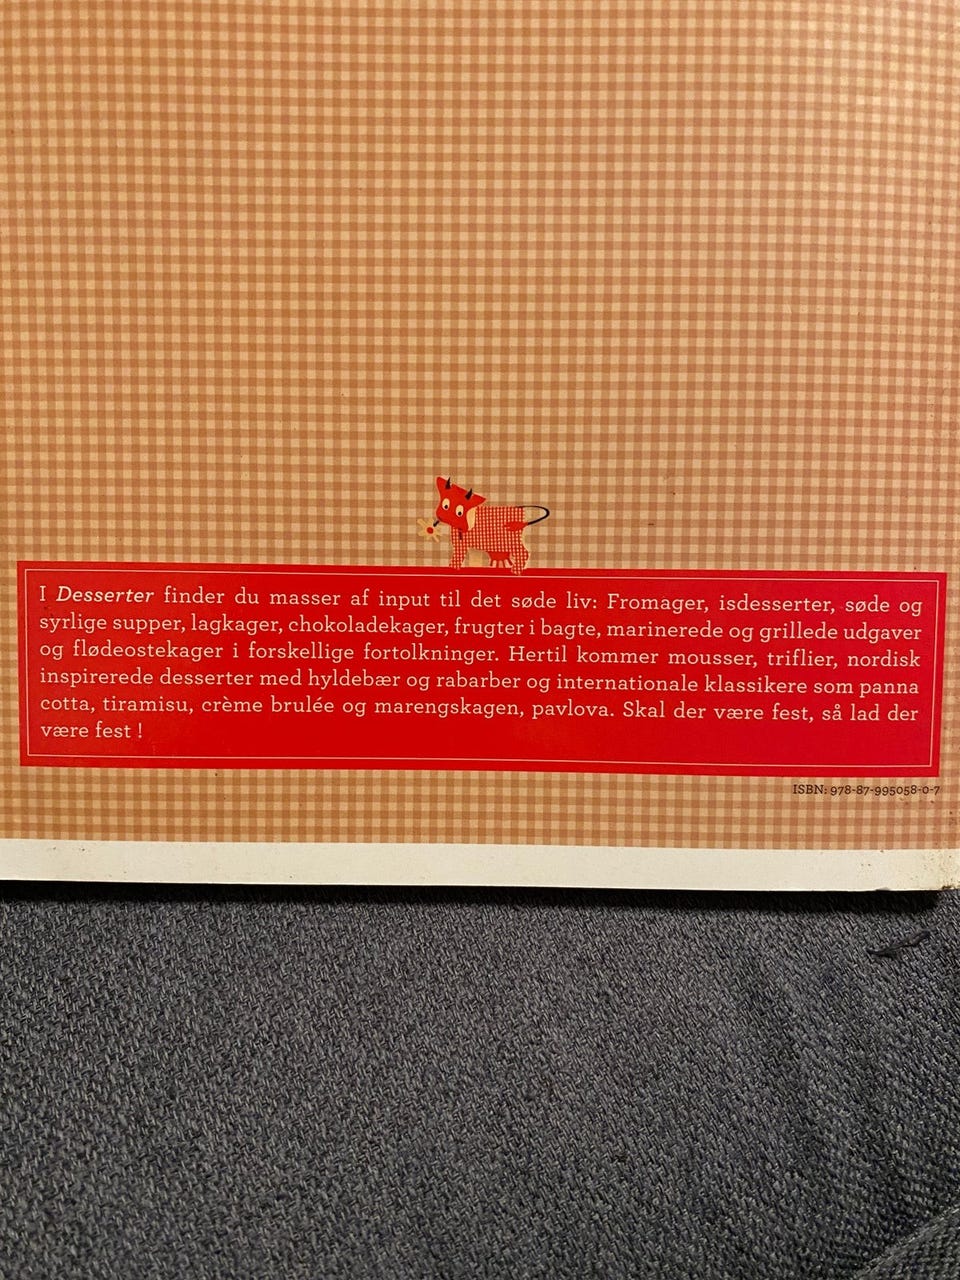 I Desserter finder du masser af input til det søde liv: Fromager, isdesserter, søde og
syrlige supper, lagkager, chokoladekager, frugter i bagte, marinerede og grillede udgaver
og flødeostekager i forskellige fortolkninger. Hertil kommer mousser, triflier, nordisk
inspirerede desserter med hyldebær og rabarber og internationale klassikere som panna
cotta, tiramisu, crème brulée og marengskagen, pavlova. Skal der være fest, så lad der
være fest !
ISBN: 978-87-995058-0-7